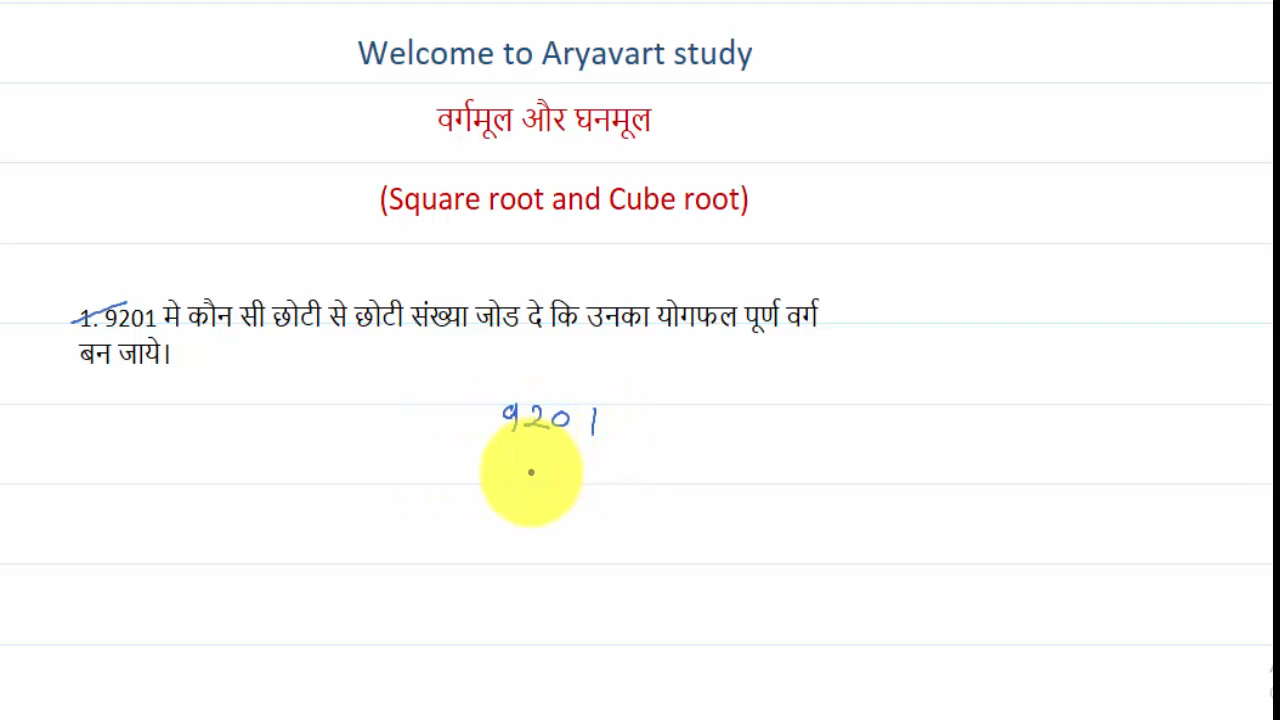 Welcome to Aryavart study
वर्गमूल और घनमूल
(Square root and Cube root)
1. 9201 मे कौन सी छोटी से छोटी संख्या जोड दे कि उनका योगफल पूर्ण वर्ग
बन जाये।
9201